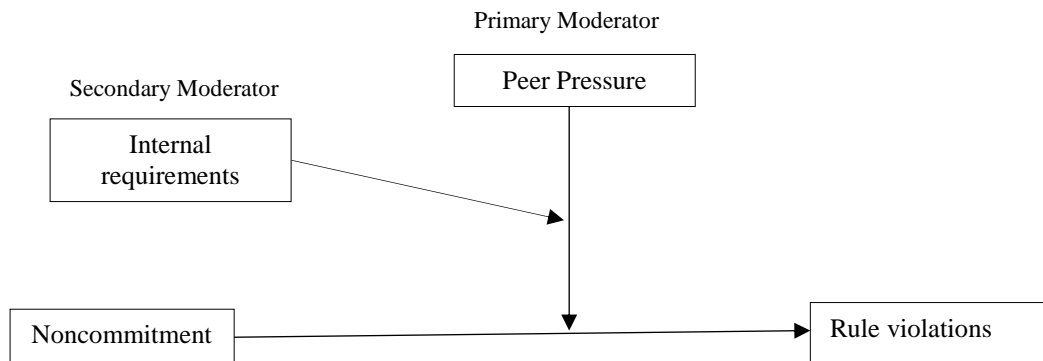 Primary Moderator
Peer Pressure
Secondary Moderator
Internal
requirements
Noncommitment
Rule violations